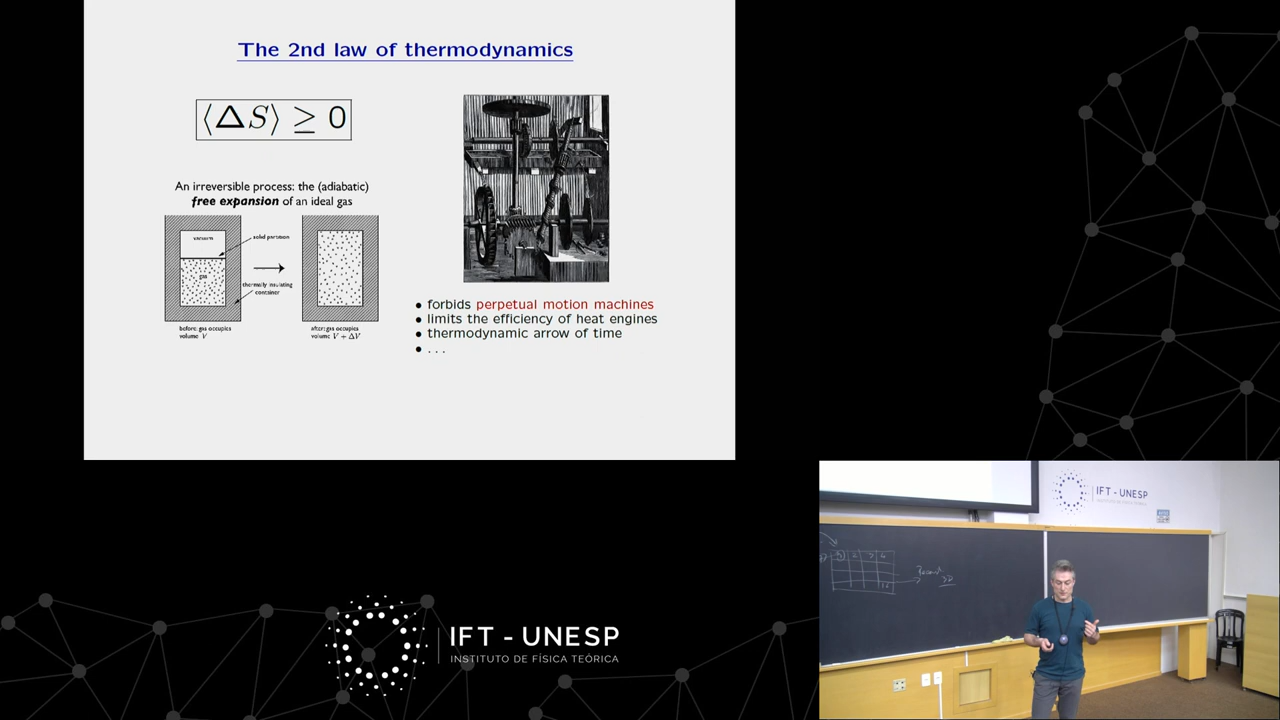 The 2nd law of thermodynamics
⟨ΔS⟩ ≥ 0
An irreversible process: the (adiabatic)
free expansion of an ideal gas
vacuum
solid partition
gas
thermally insulating
container
before: gas occupies
volume V
after: gas occupies
volume V + ΔV
• forbids perpetual motion machines
• limits the efficiency of heat engines
• thermodynamic arrow of time
• . . .
IFT - UNESP
INSTITUTO DE FÍSICA TEÓRICA
IFT - UNESP